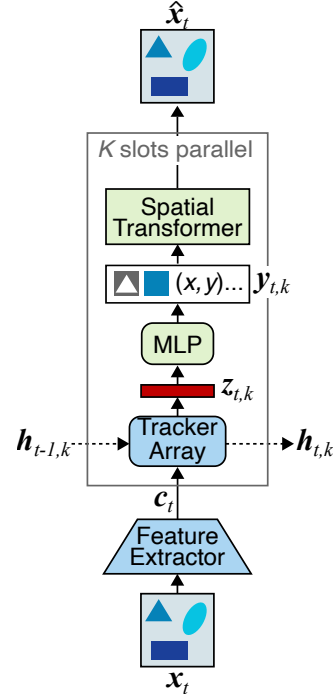 x̂ₜ
K slots parallel
Spatial
Transformer
(x,y)... yₜ,ₖ
MLP
zₜ,ₖ
hₜ₋₁,ₖ Tracker hₜ,ₖ
Array
cₜ
Feature
Extractor
xₜ